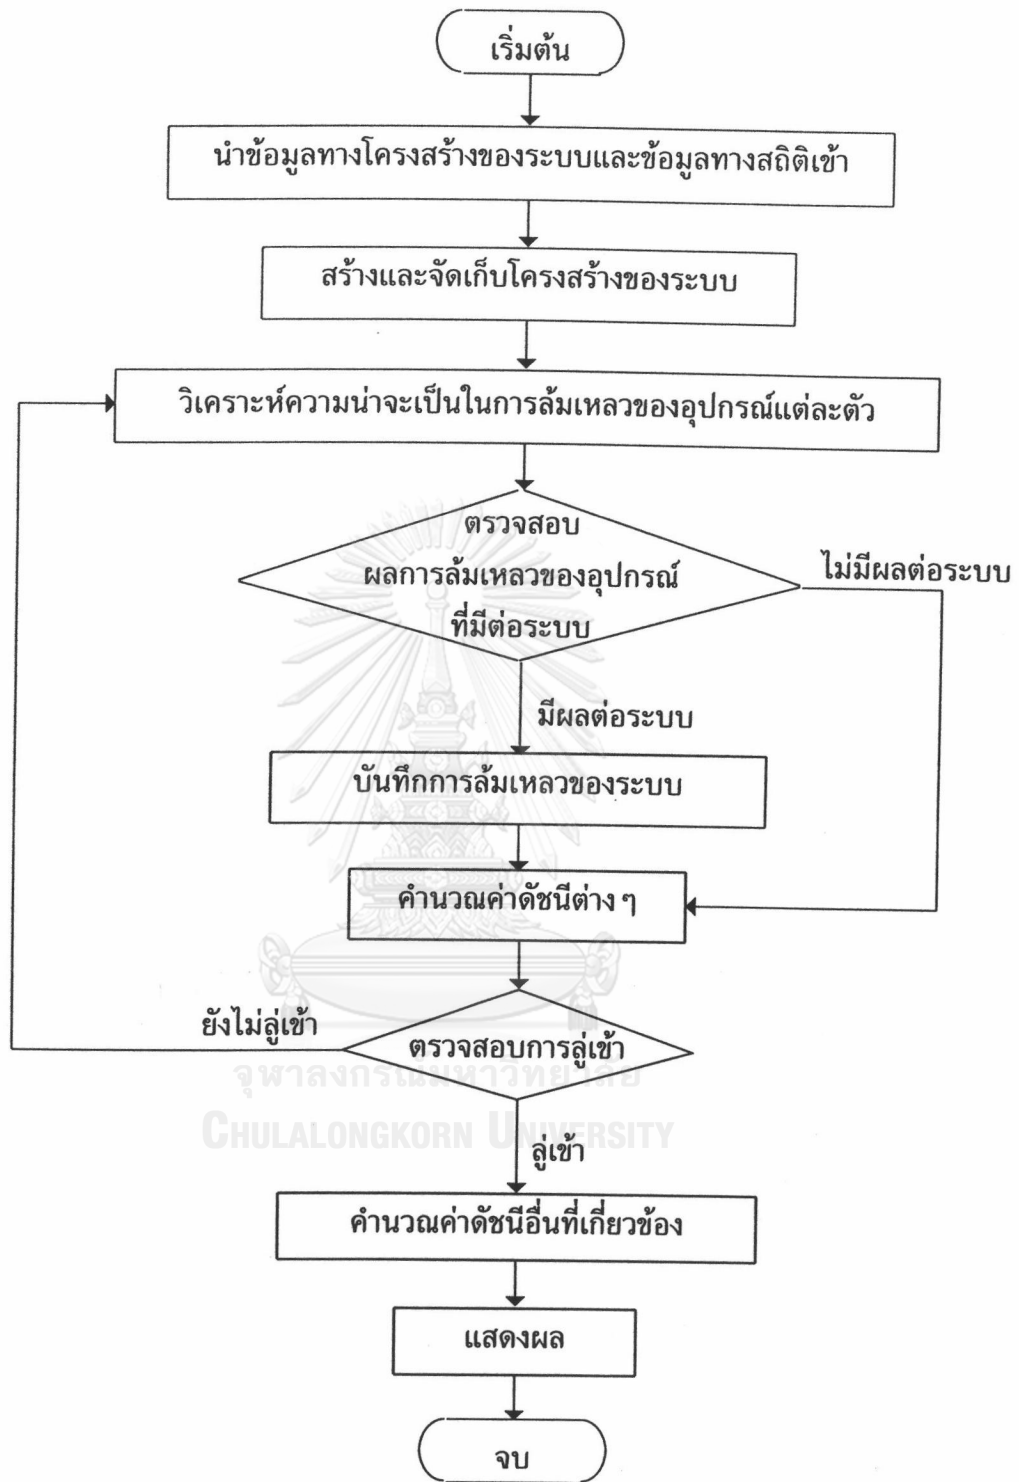 เริ่มต้น
นำข้อมูลทางโครงสร้างของระบบและข้อมูลทางสถิติเข้า
สร้างและจัดเก็บโครงสร้างของระบบ
วิเคราะห์ความน่าจะเป็นในการล้มเหลวของอุปกรณ์แต่ละตัว
ตรวจสอบ
ผลการล้มเหลวของอุปกรณ์
ที่มีต่อระบบ
ไม่มีผลต่อระบบ
มีผลต่อระบบ
บันทึกการล้มเหลวของระบบ
คำนวณค่าดัชนีต่าง ๆ
ยังไม่ลู่เข้า
ตรวจสอบการลู่เข้า
จุฬาลงกรณ์มหาวิทยาลัย
CHULALONGKORN UNIVERSITY
ลู่เข้า
คำนวณค่าดัชนีอื่นที่เกี่ยวข้อง
แสดงผล
จบ